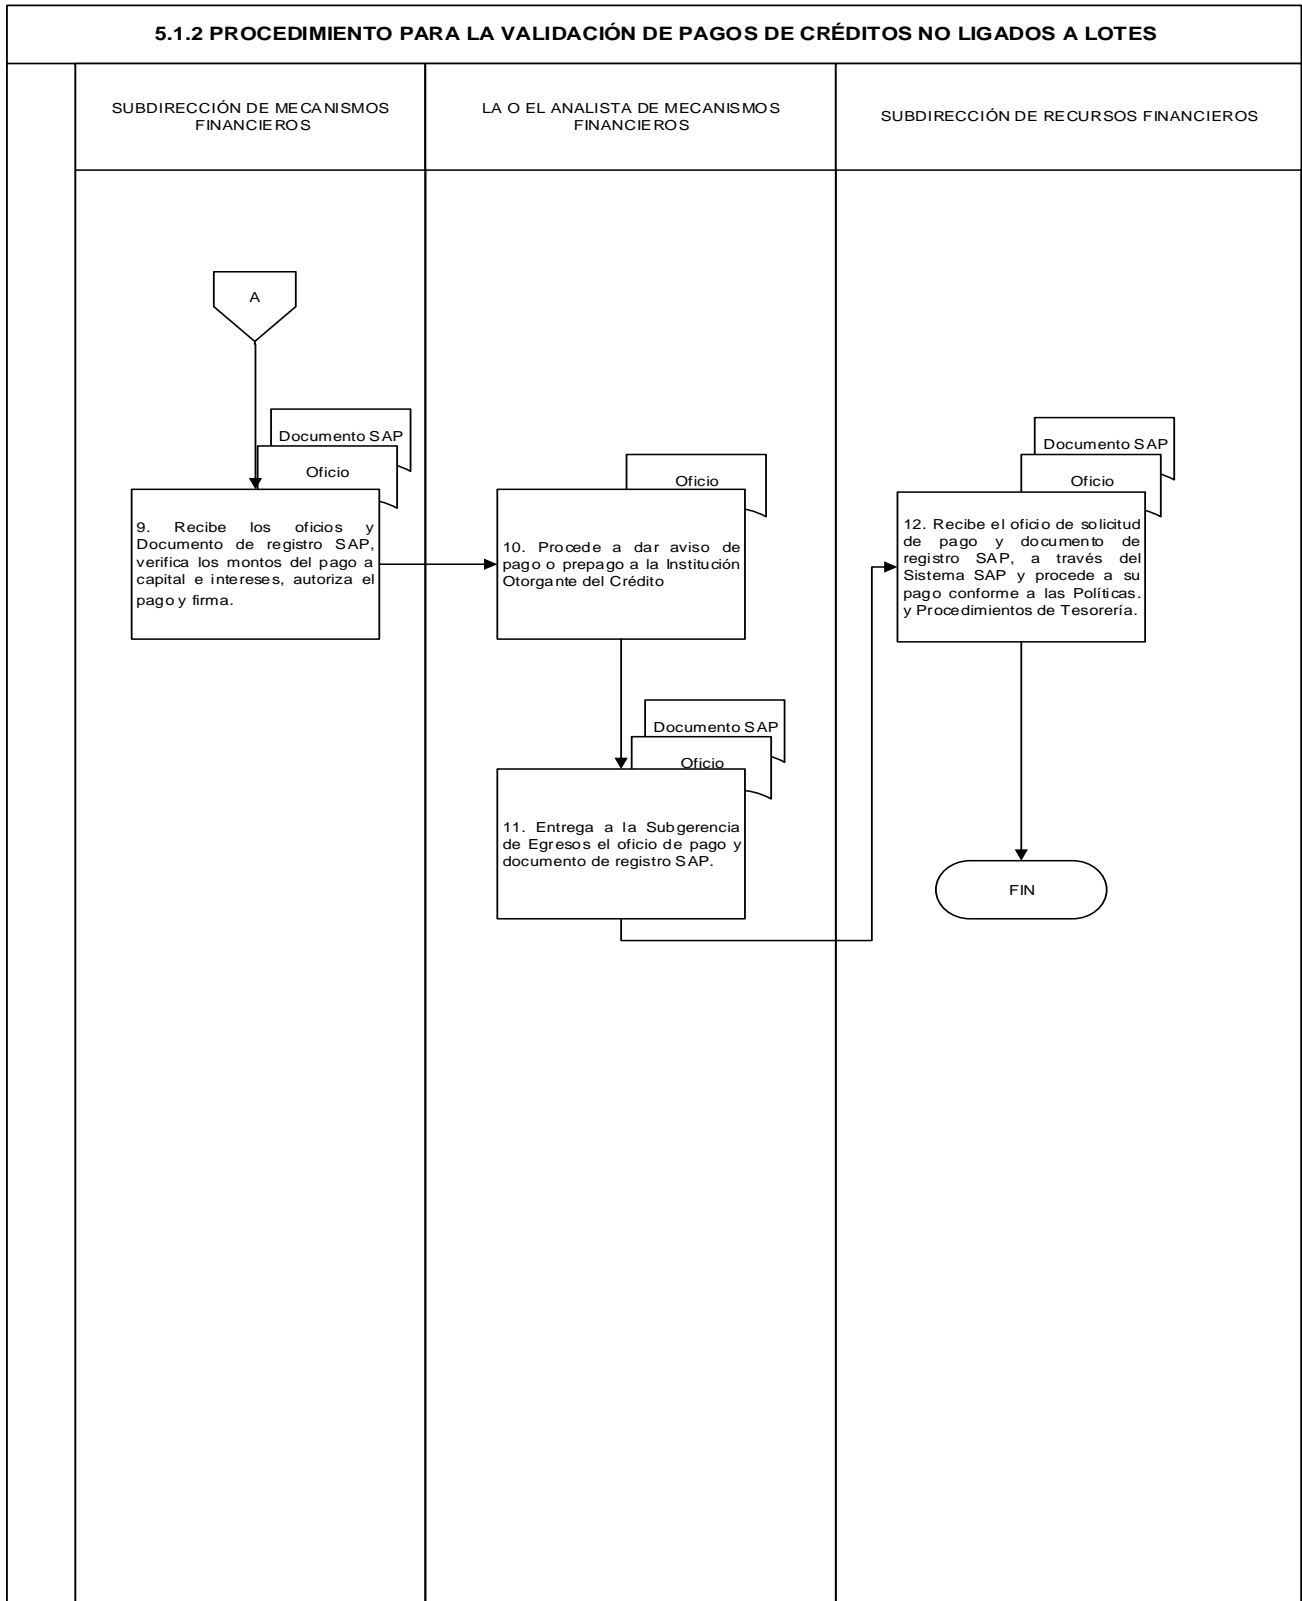 5.1.2 PROCEDIMIENTO PARA LA VALIDACIÓN DE PAGOS DE CRÉDITOS NO LIGADOS A LOTES
SUBDIRECCIÓN DE MECANISMOS
FINANCIEROS
LA O EL ANALISTA DE MECANISMOS
FINANCIEROS
SUBDIRECCIÓN DE RECURSOS FINANCIEROS
A
Documento SAP
Oficio
9. Recibe los oficios y
Documento de registro SAP,
verifica los montos del pago a
capital e intereses, autoriza el
pago y firma.
Oficio
10. Procede a dar aviso de
pago o prepago a la Institución
Otorgante del Crédito
Documento SAP
Oficio
11. Entrega a la Subgerencia
de Egresos el oficio de pago y
documento de registro SAP.
Documento SAP
Oficio
12. Recibe el oficio de solicitud
de pago y documento de
registro SAP, a través del
Sistema SAP y procede a su
pago conforme a las Políticas.
y Procedimientos de Tesorería.
FIN